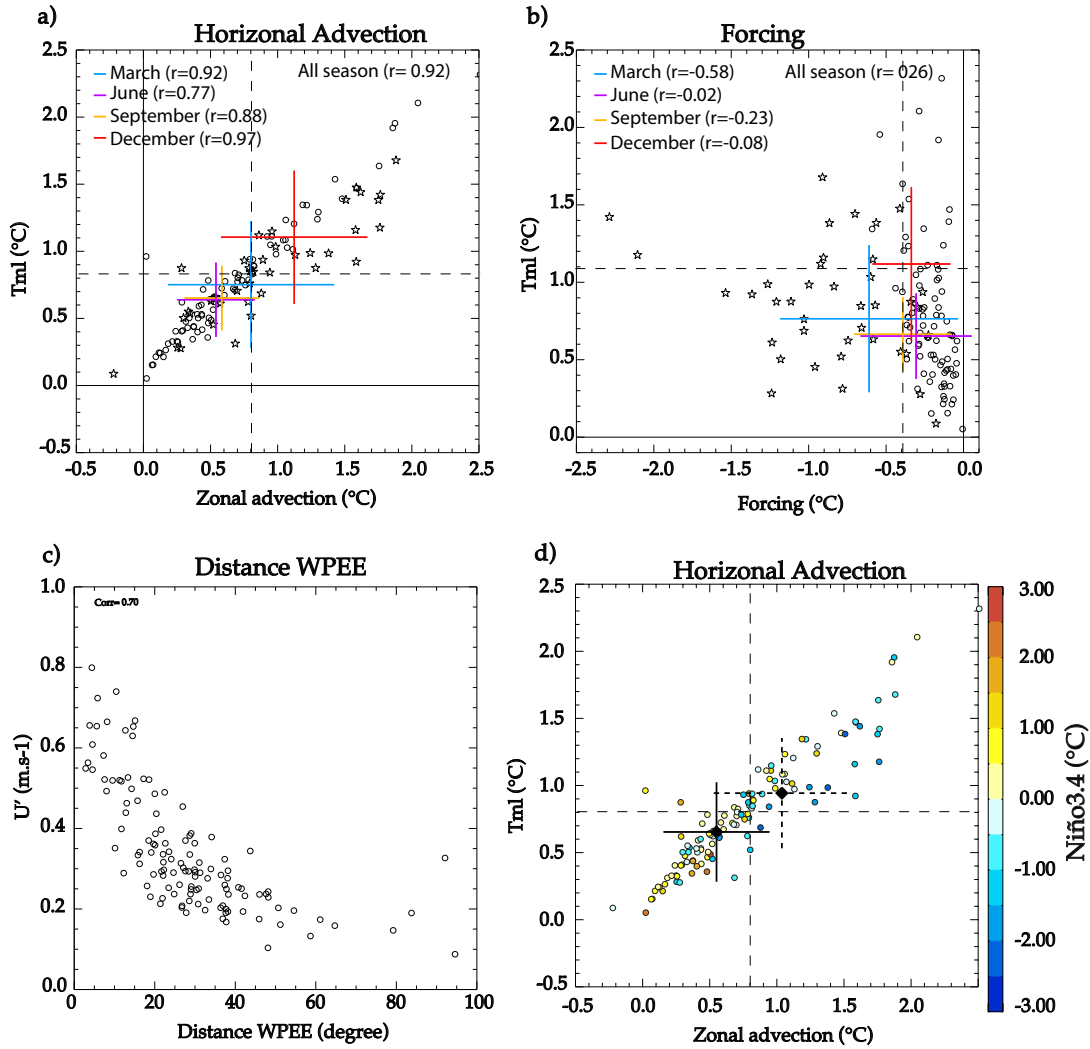 a)
Horizonal Advection
March (r=0.92)
All season (r= 0.92)
June (r=0.77)
September (r=0.88)
December (r=0.97)
2.5
2.0
1.5
1.0
0.5
0.0
-0.5
Tml (°C)
-0.5 0.0 0.5 1.0 1.5 2.0 2.5
Zonal advection (°C)
b)
Forcing
March (r=-0.58)
All season (r= 026)
June (r=-0.02)
September (r=-0.23)
December (r=-0.08)
2.5
2.0
1.5
1.0
0.5
0.0
Tml (°C)
-2.5 -2.0 -1.5 -1.0 -0.5 0.0
Forcing (°C)
c)
Distance WPEE
Corr= 0.70
1.0
0.8
0.6
0.4
0.2
0.0
U' (m.s-1)
0 20 40 60 80 100
Distance WPEE (degree)
d)
Horizonal Advection
2.5
2.0
1.5
1.0
0.5
0.0
-0.5
Tml (°C)
0.0 0.5 1.0 1.5 2.0
Zonal advection (°C)
3.00
2.00
1.00
0.00
-1.00
-2.00
-3.00
Niño3.4 (°C)